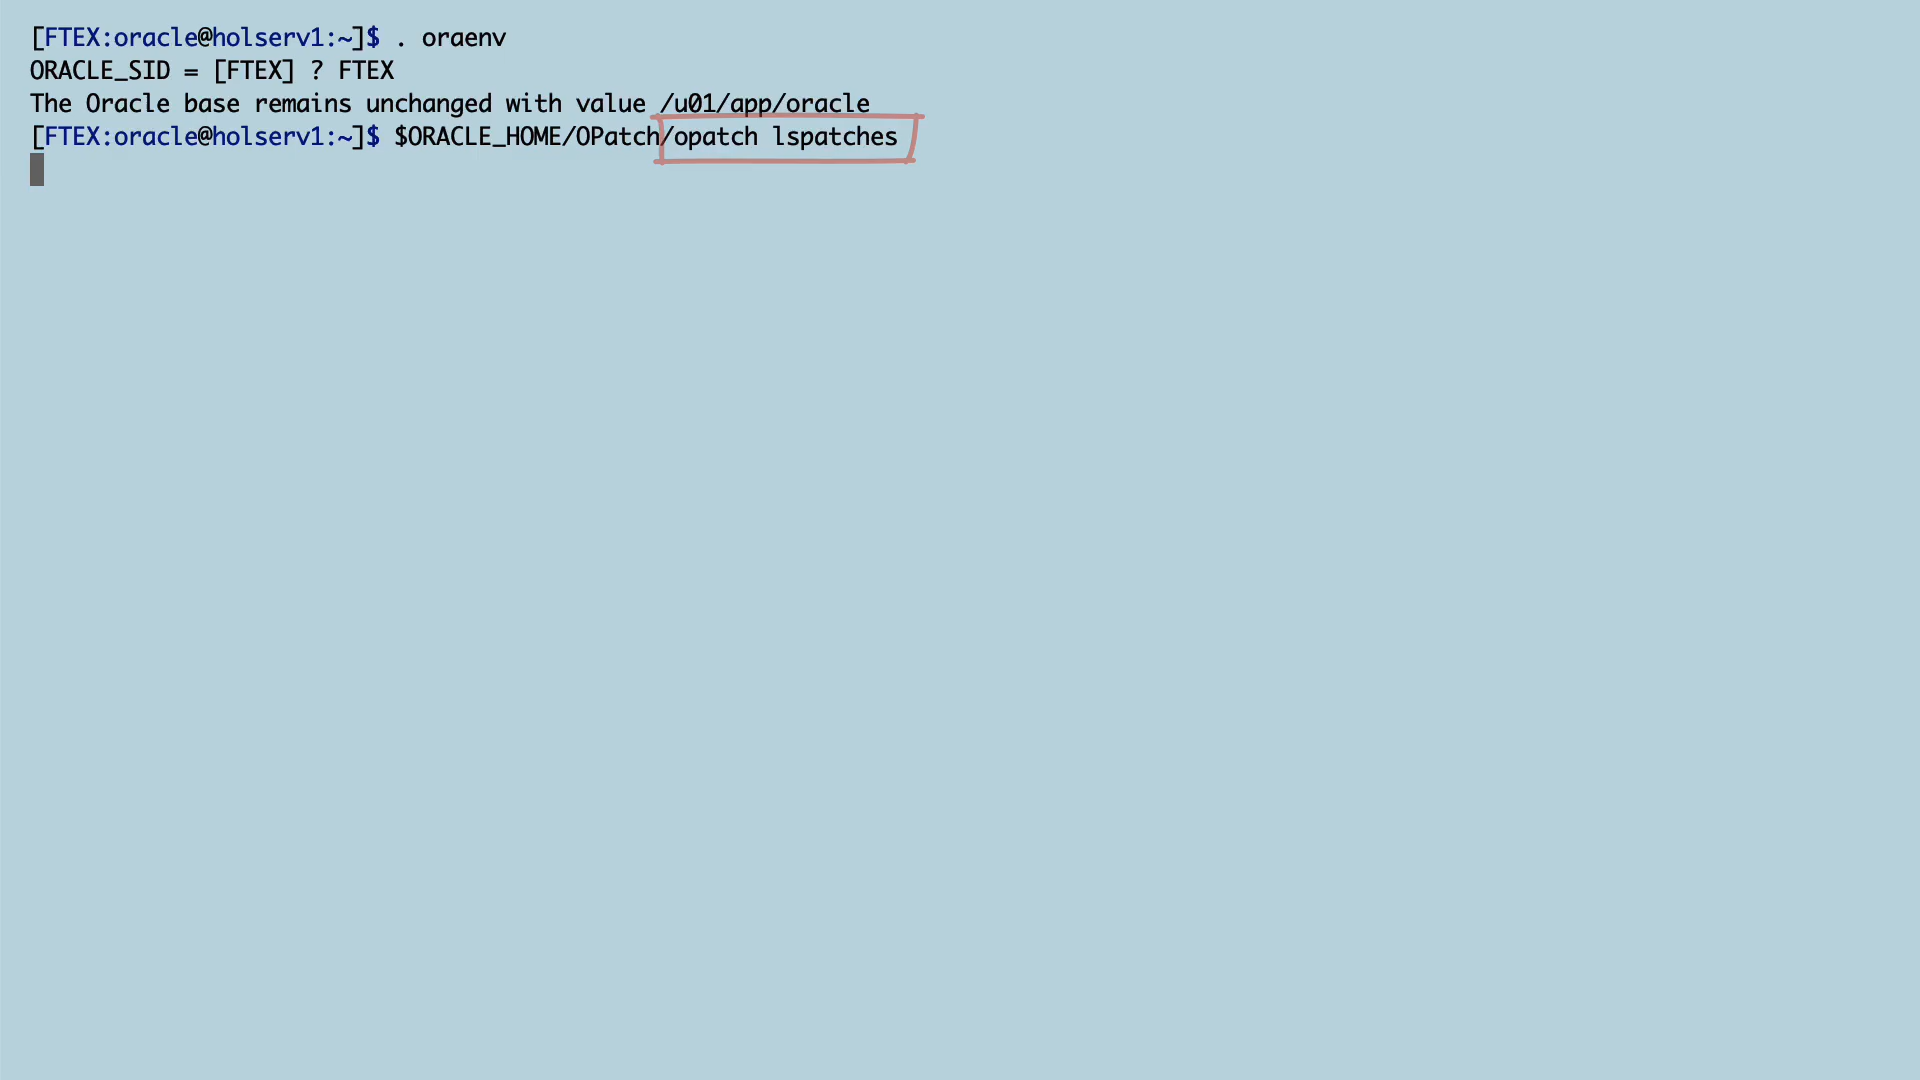 [FTEX:oracle@holserv1:~]$ . oraenv
ORACLE_SID = [FTEX] ? FTEX
The Oracle base remains unchanged with value /u01/app/oracle
[FTEX:oracle@holserv1:~]$ $ORACLE_HOME/OPatch/opatch lspatches